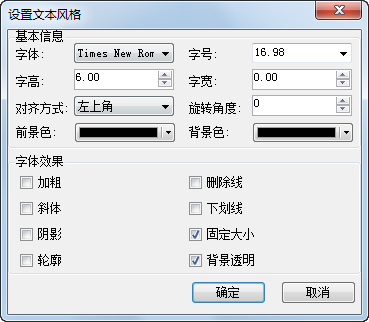 设置文本风格
基本信息
字体: Times New Rom 字号: 16.98
字高: 6.00 字宽: 0.00
对齐方式: 左上角 旋转角度: 0
前景色: 背景色:
字体效果
加粗 删除线
斜体 下划线
阴影 固定大小
轮廓 背景透明
确定 取消